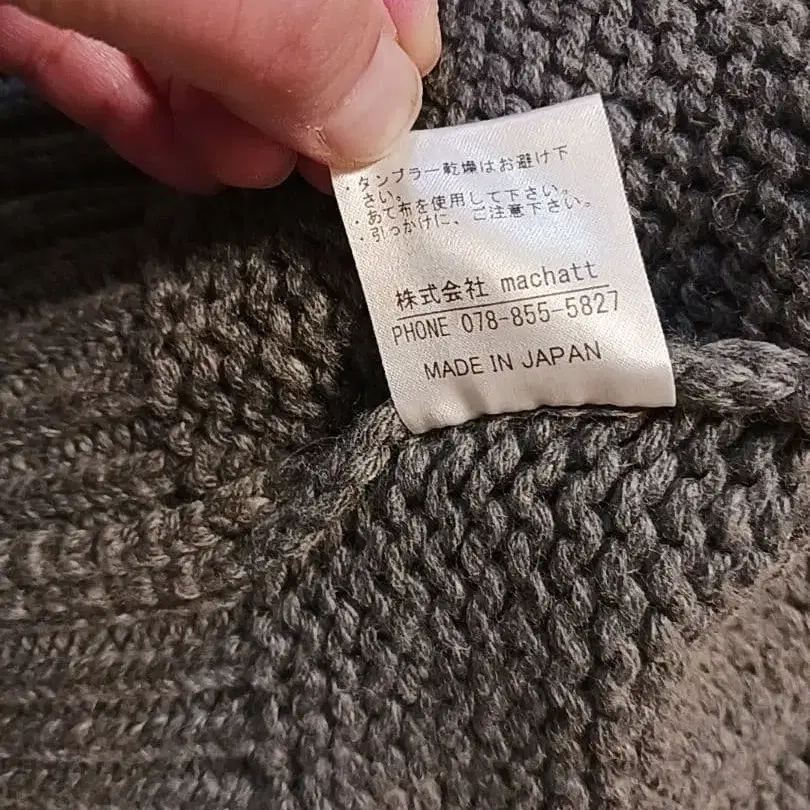 ・タンブラー乾燥はお避け下
さい。
・あて布を使用して下さい。
・引っかけに、ご注意下さい。
株式会社 machatt
PHONE 078-855-5827
MADE IN JAPAN